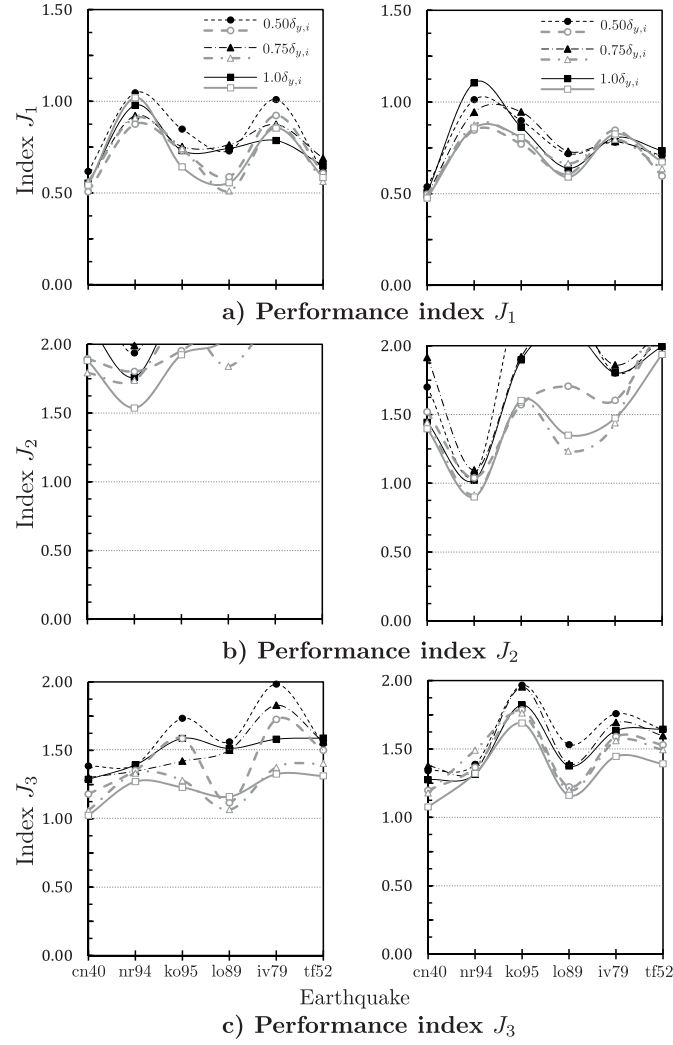 1.50
1.00
0.50
0.00
Index J₁
0.50δy,i
0.75δy,i
1.0δy,i
1.50
1.00
0.50
0.00
0.50δy,i
0.75δy,i
1.0δy,i
a) Performance index J₁
2.00
1.50
1.00
0.50
0.00
Index J₂
2.00
1.50
1.00
0.50
0.00
b) Performance index J₂
2.00
1.50
1.00
0.50
0.00
Index J₃
cn40 nr94 ko95 lo89 iv79 tf52
2.00
1.50
1.00
0.50
0.00
cn40 nr94 ko95 lo89 iv79 tf52
Earthquake
c) Performance index J₃